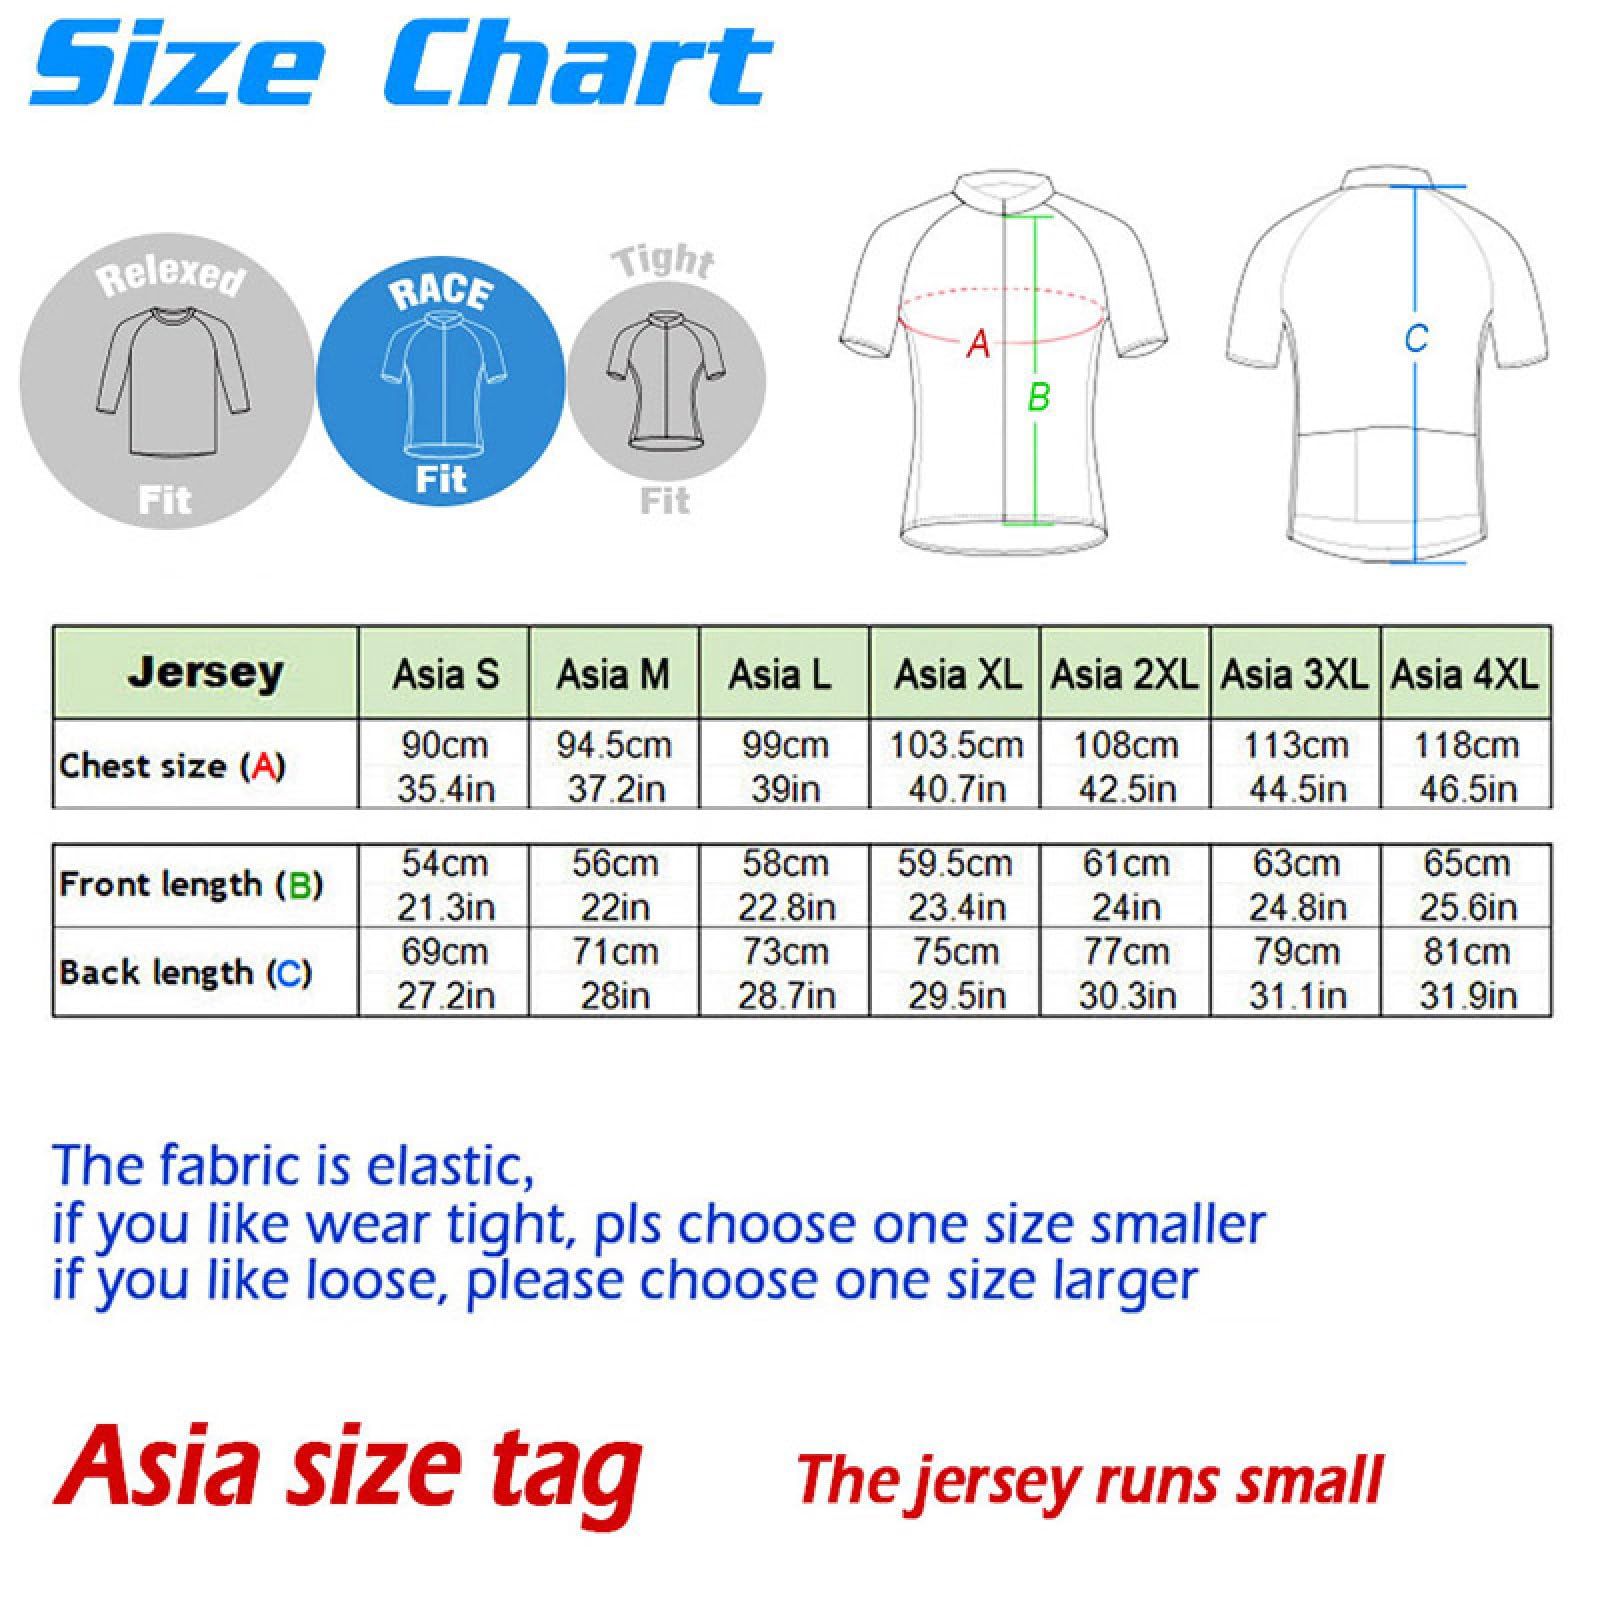 Size Chart
Relexed
Fit
RACE
Fit
Tight
Fit
A
B
C
Jersey Asia S Asia M Asia L Asia XL Asia 2XL Asia 3XL Asia 4XL
Chest size (A) 90cm 94.5cm 99cm 103.5cm 108cm 113cm 118cm
35.4in 37.2in 39in 40.7in 42.5in 44.5in 46.5in
Front length (B) 54cm 56cm 58cm 59.5cm 61cm 63cm 65cm
21.3in 22in 22.8in 23.4in 24in 24.8in 25.6in
Back length (C) 69cm 71cm 73cm 75cm 77cm 79cm 81cm
27.2in 28in 28.7in 29.5in 30.3in 31.1in 31.9in
The fabric is elastic,
if you like wear tight, pls choose one size smaller
if you like loose, please choose one size larger
Asia size tag
The jersey runs small